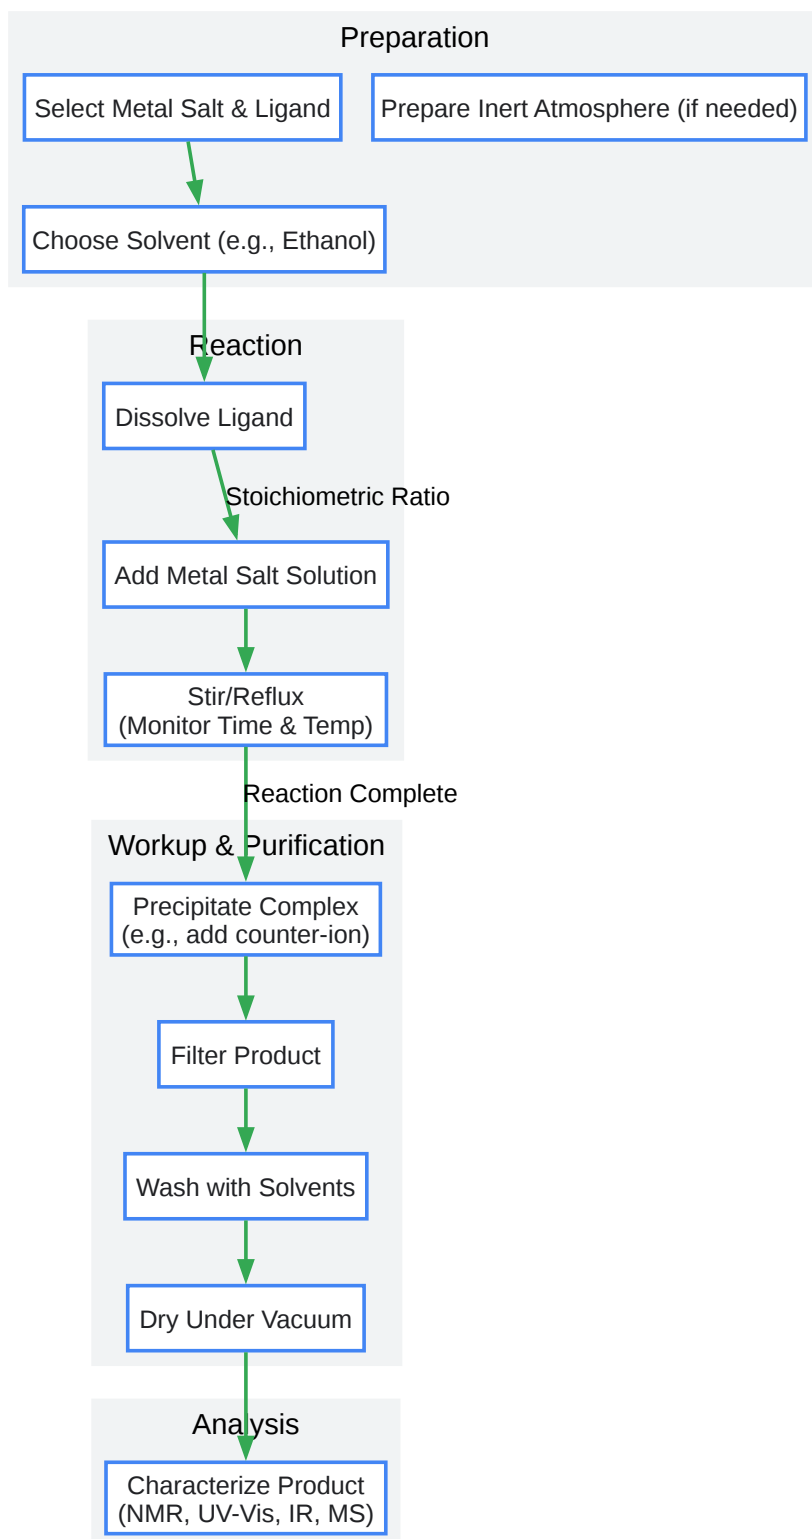 Preparation
Select Metal Salt & Ligand
Prepare Inert Atmosphere (if needed)
Choose Solvent (e.g., Ethanol)
Reaction
Dissolve Ligand
Stoichiometric Ratio
Add Metal Salt Solution
Stir/Reflux
(Monitor Time & Temp)
Reaction Complete
Workup & Purification
Precipitate Complex
(e.g., add counter-ion)
Filter Product
Wash with Solvents
Dry Under Vacuum
Analysis
Characterize Product
(NMR, UV-Vis, IR, MS)